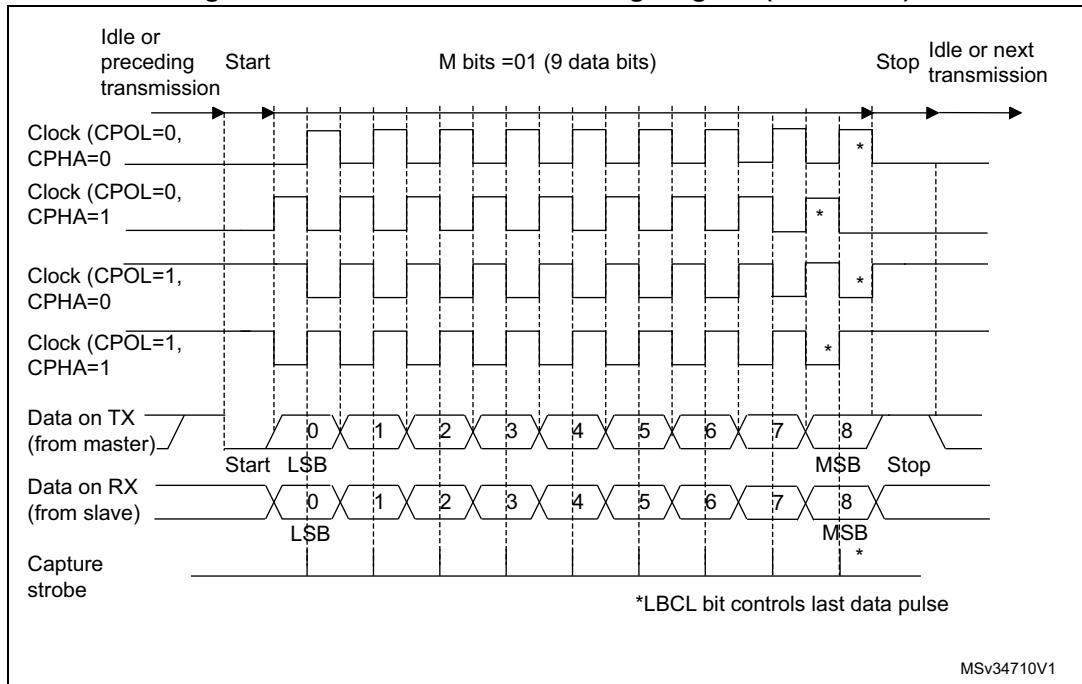 Idle or
preceding
transmission
Start
M bits =01 (9 data bits)
Stop
Idle or next
transmission
Clock (CPOL=0,
CPHA=0
*
Clock (CPOL=0,
CPHA=1
*
Clock (CPOL=1,
CPHA=0
*
Clock (CPOL=1,
CPHA=1
*
Data on TX
(from master)
0 1 2 3 4 5 6 7 8
Start LSB MSB Stop
Data on RX
(from slave)
0 1 2 3 4 5 6 7 8
LSB MSB
*
Capture
strobe
*LBCL bit controls last data pulse
MSv34710V1